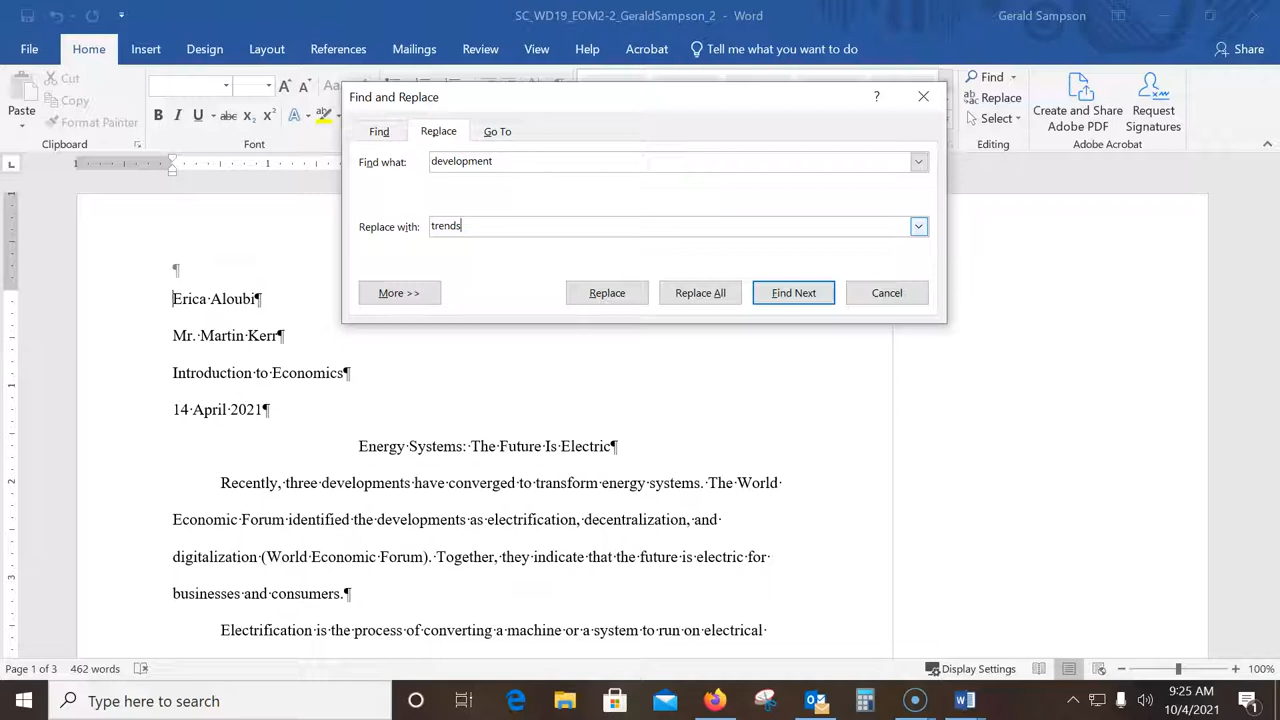 SC_WD19_EOM2-2_GeraldSampson_2 - Word
Gerald Sampson
File Home Insert Design Layout References Mailings Review View Help Acrobat Tell me what you want to do Share
Paste
Cut
Copy
Format Painter
Clipboard
Font
Find
Replace
Select
Editing
Create and Share
Adobe PDF
Request
Signatures
Adobe Acrobat
Find and Replace
Find Replace Go To
Find what: development
Replace with: trends
More >> Replace Replace All Find Next Cancel
Erica·Aloubi¶
Mr.·Martin·Kerr¶
Introduction·to·Economics¶
14·April·2021¶
Energy·Systems:·The·Future·Is·Electric¶
Recently,·three·developments·have·converged·to·transform·energy·systems.·The·World·
Economic·Forum·identified·the·developments·as·electrification,·decentralization,·and·
digitalization·(World·Economic·Forum).·Together,·they·indicate·that·the·future·is·electric·for·
businesses·and·consumers.¶
Electrification·is·the·process·of·converting·a·machine·or·a·system·to·run·on·electrical·
Page 1 of 3 462 words Display Settings 100%
Type here to search
9:25 AM
10/4/2021
1